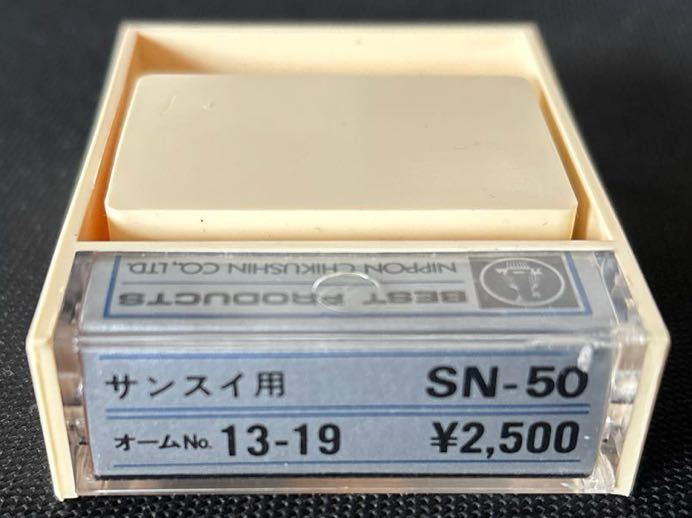 NIPPON CHIKUSHIN CO., LTD.
BEST PRODUCTS
サンスイ用 SN-50
オームNo. 13-19 ¥2,500